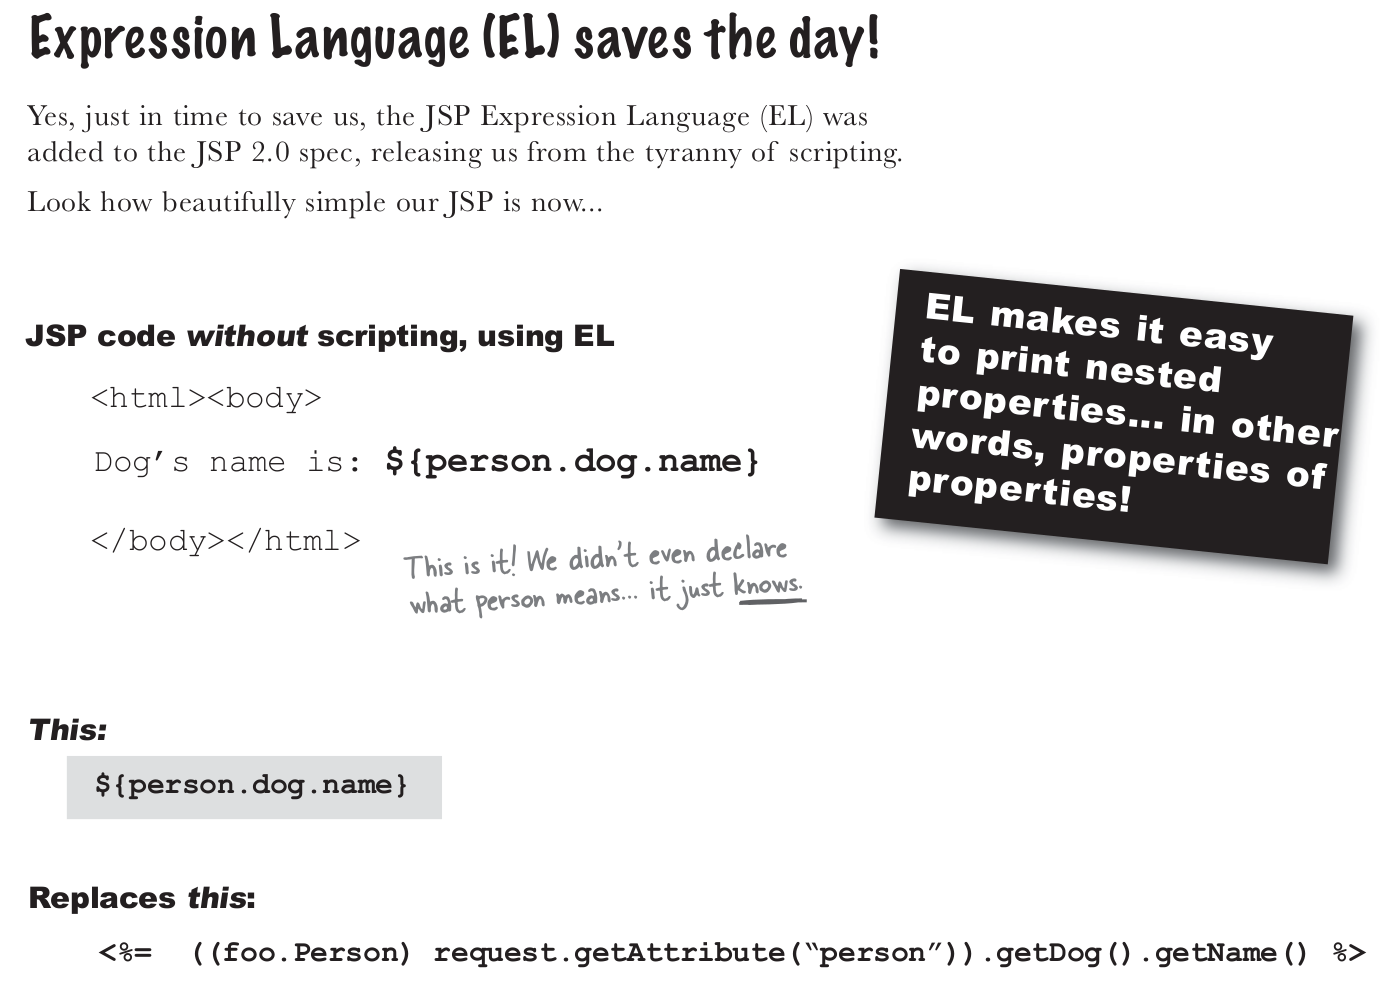 Expression Language (EL) saves the day!
Yes, just in time to save us, the JSP Expression Language (EL) was
added to the JSP 2.0 spec, releasing us from the tyranny of scripting.
Look how beautifully simple our JSP is now...
JSP code without scripting, using EL
<html><body>
Dog’s name is: ${person.dog.name}
</body></html>
This is it! We didn't even declare
what person means... it just knows.
EL makes it easy
to print nested
properties... in other
words, properties of
properties!
This:
${person.dog.name}
Replaces this:
<%= ((foo.Person) request.getAttribute(“person”)).getDog().getName() %>